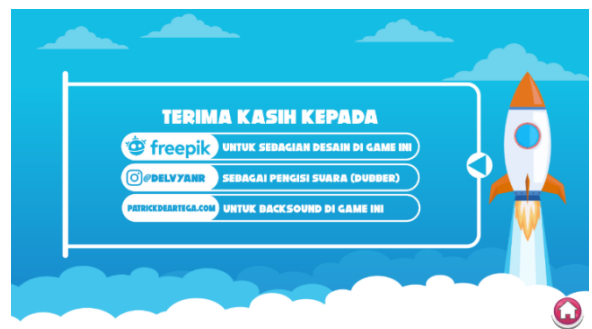 TERIMA KASIH KEPADA
freepik UNTUK SEBAGIAN DESAIN DI GAME INI
@DELVYANR SEBAGAI PENGISI SUARA (DUBBER)
PATRICKDEARTEGA.COM UNTUK BACKSOUND DI GAME INI